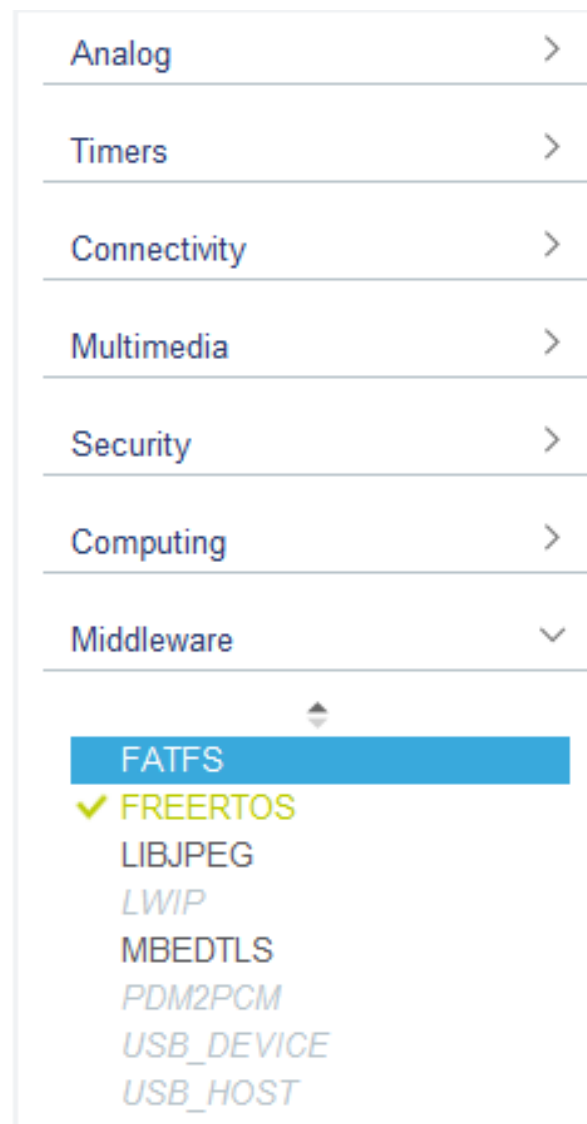 Analog
Timers
Connectivity
Multimedia
Security
Computing
Middleware
FATFS
FREERTOS
LIBJPEG
LWIP
MBEDTLS
PDM2PCM
USB_DEVICE
USB_HOST